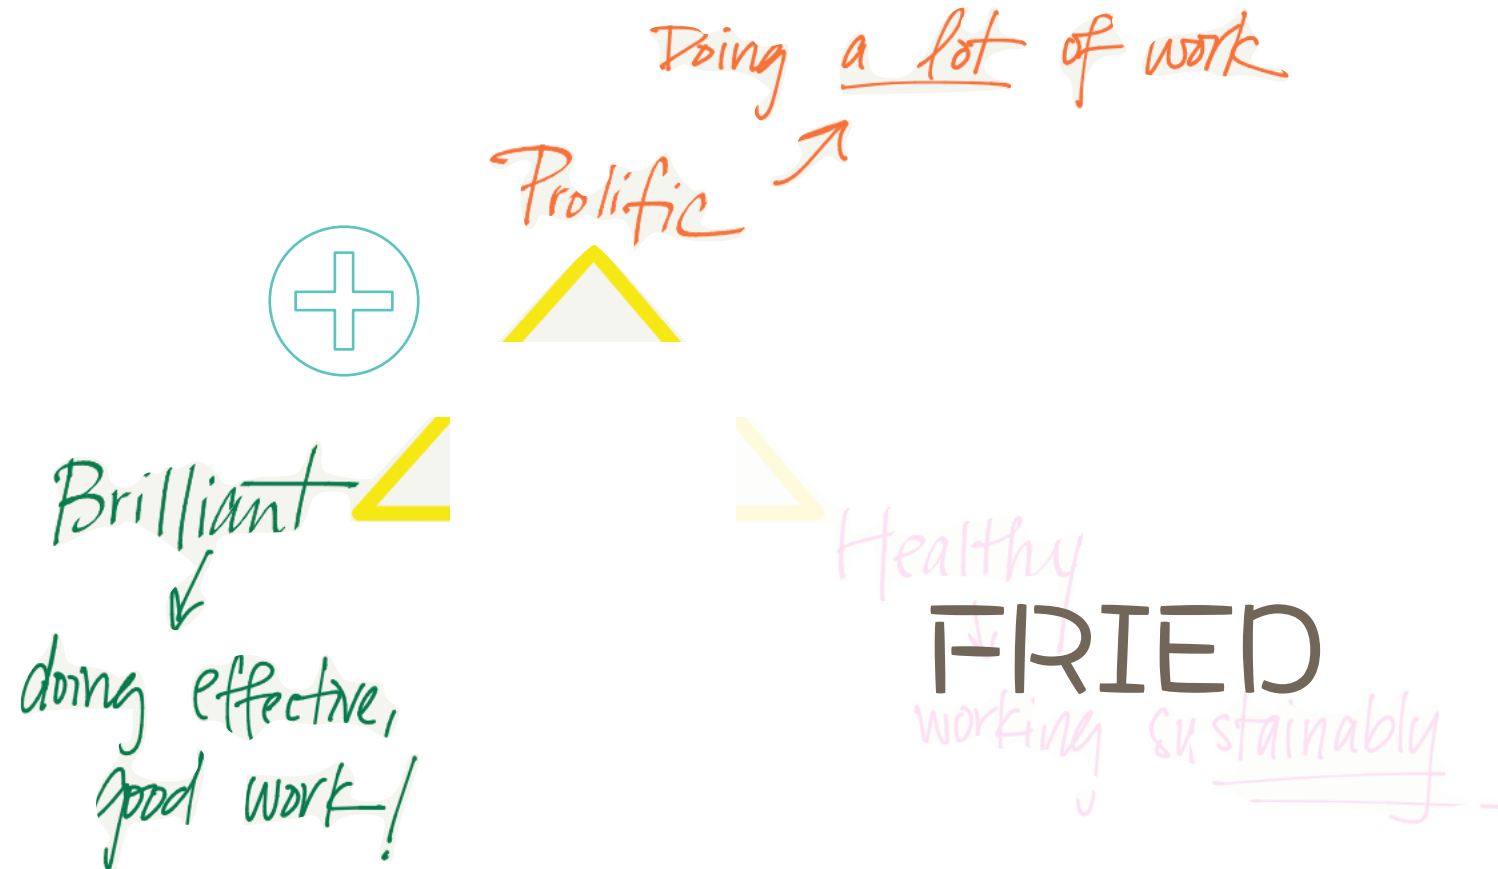 Doing a lot of work
Prolific
Brilliant
doing effective,
good work!
Healthy
FRIED
working sustainably